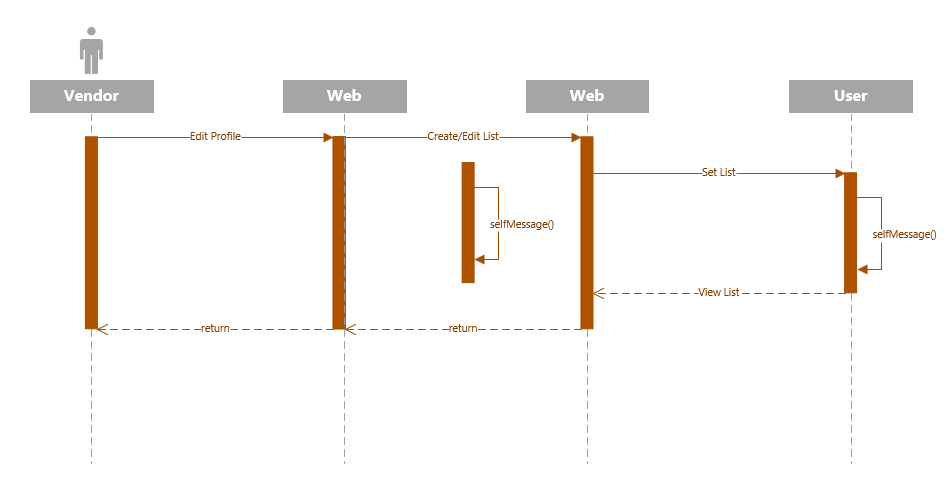 Vendor
Web
Web
User
Edit Profile
Create/Edit List
Set List
selfMessage()
selfMessage()
View List
return
return